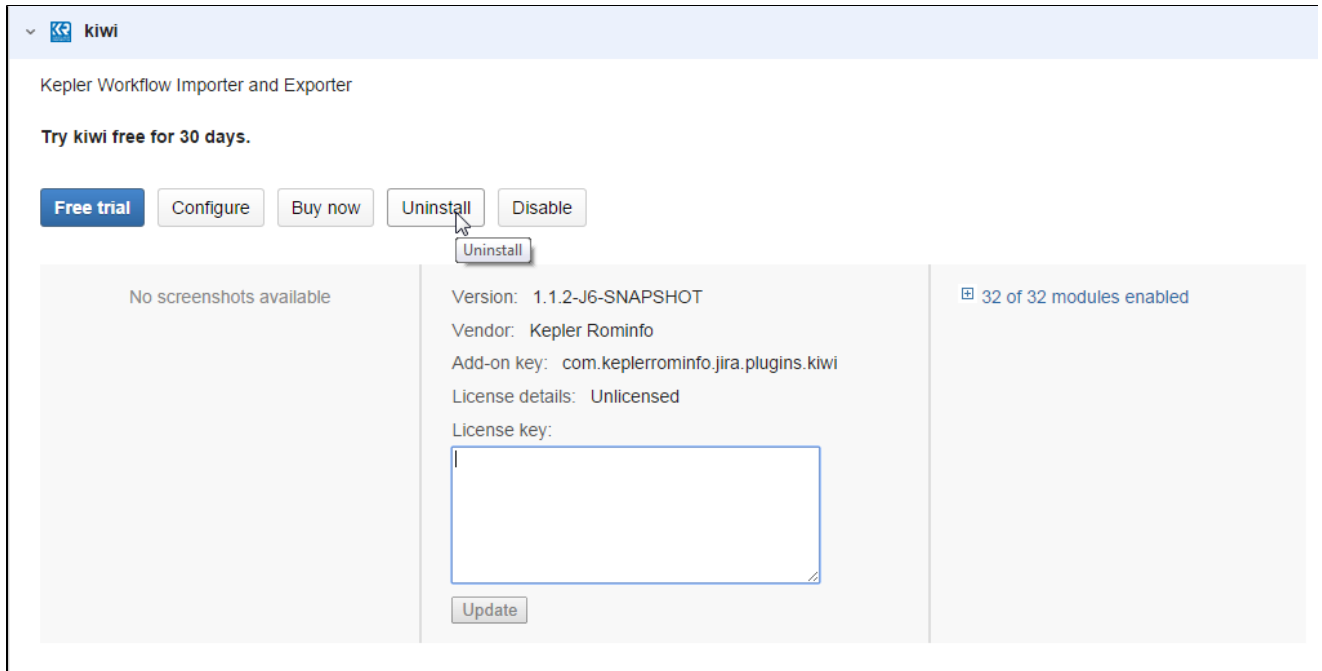 kiwi
Kepler Workflow Importer and Exporter
Try kiwi free for 30 days.
Free trial Configure Buy now Uninstall Disable
Uninstall
No screenshots available
Version: 1.1.2-J6-SNAPSHOT
Vendor: Kepler Rominfo
Add-on key: com.keplerrominfo.jira.plugins.kiwi
License details: Unlicensed
License key:
Update
32 of 32 modules enabled